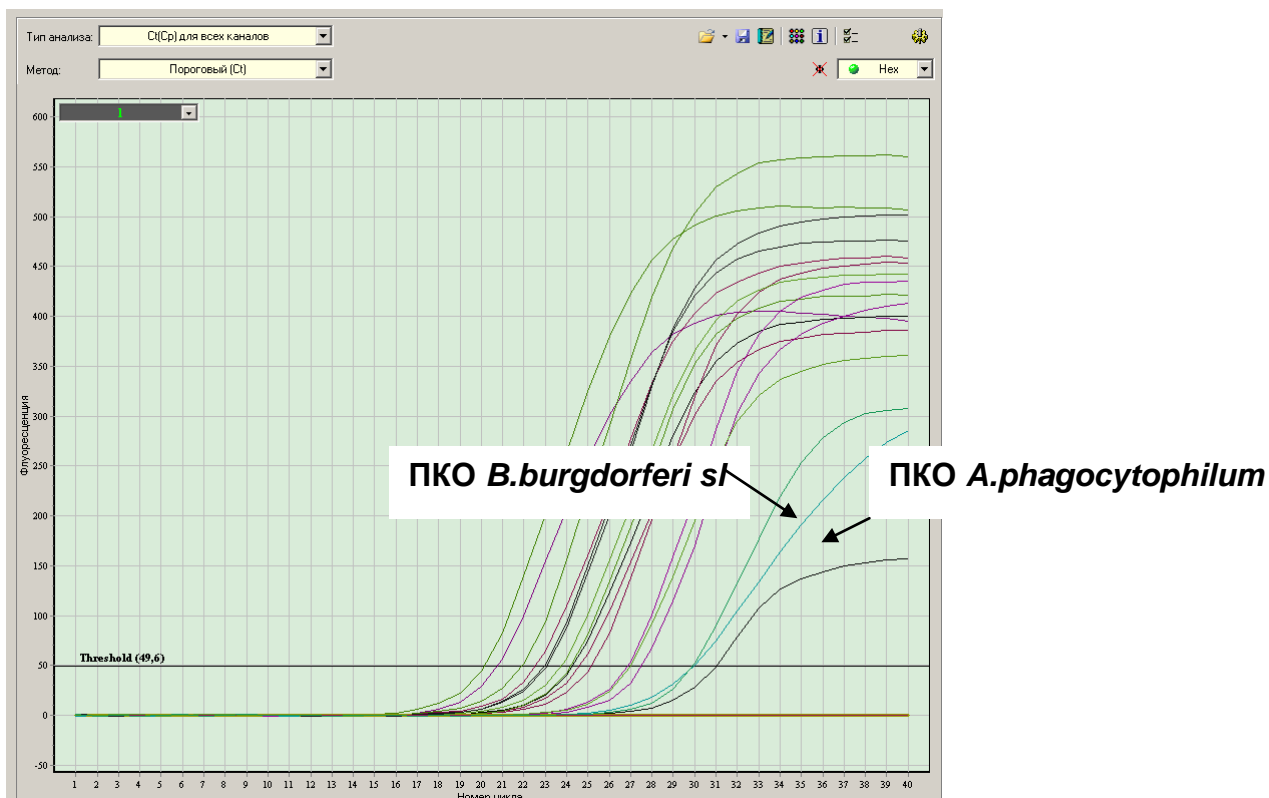 Тип анализа: Ct(Cp) для всех каналов
Метод: Пороговый (Ct) Hex
1
600
550
500
450
400
350
300
250
200
150
100
50
0
-50
Флуоресценция
ПКО B.burgdorferi sl
ПКО A.phagocytophilum
Threshold (49,6)
1 2 3 4 5 6 7 8 9 10 11 12 13 14 15 16 17 18 19 20 21 22 23 24 25 26 27 28 29 30 31 32 33 34 35 36 37 38 39 40
Номер цикла